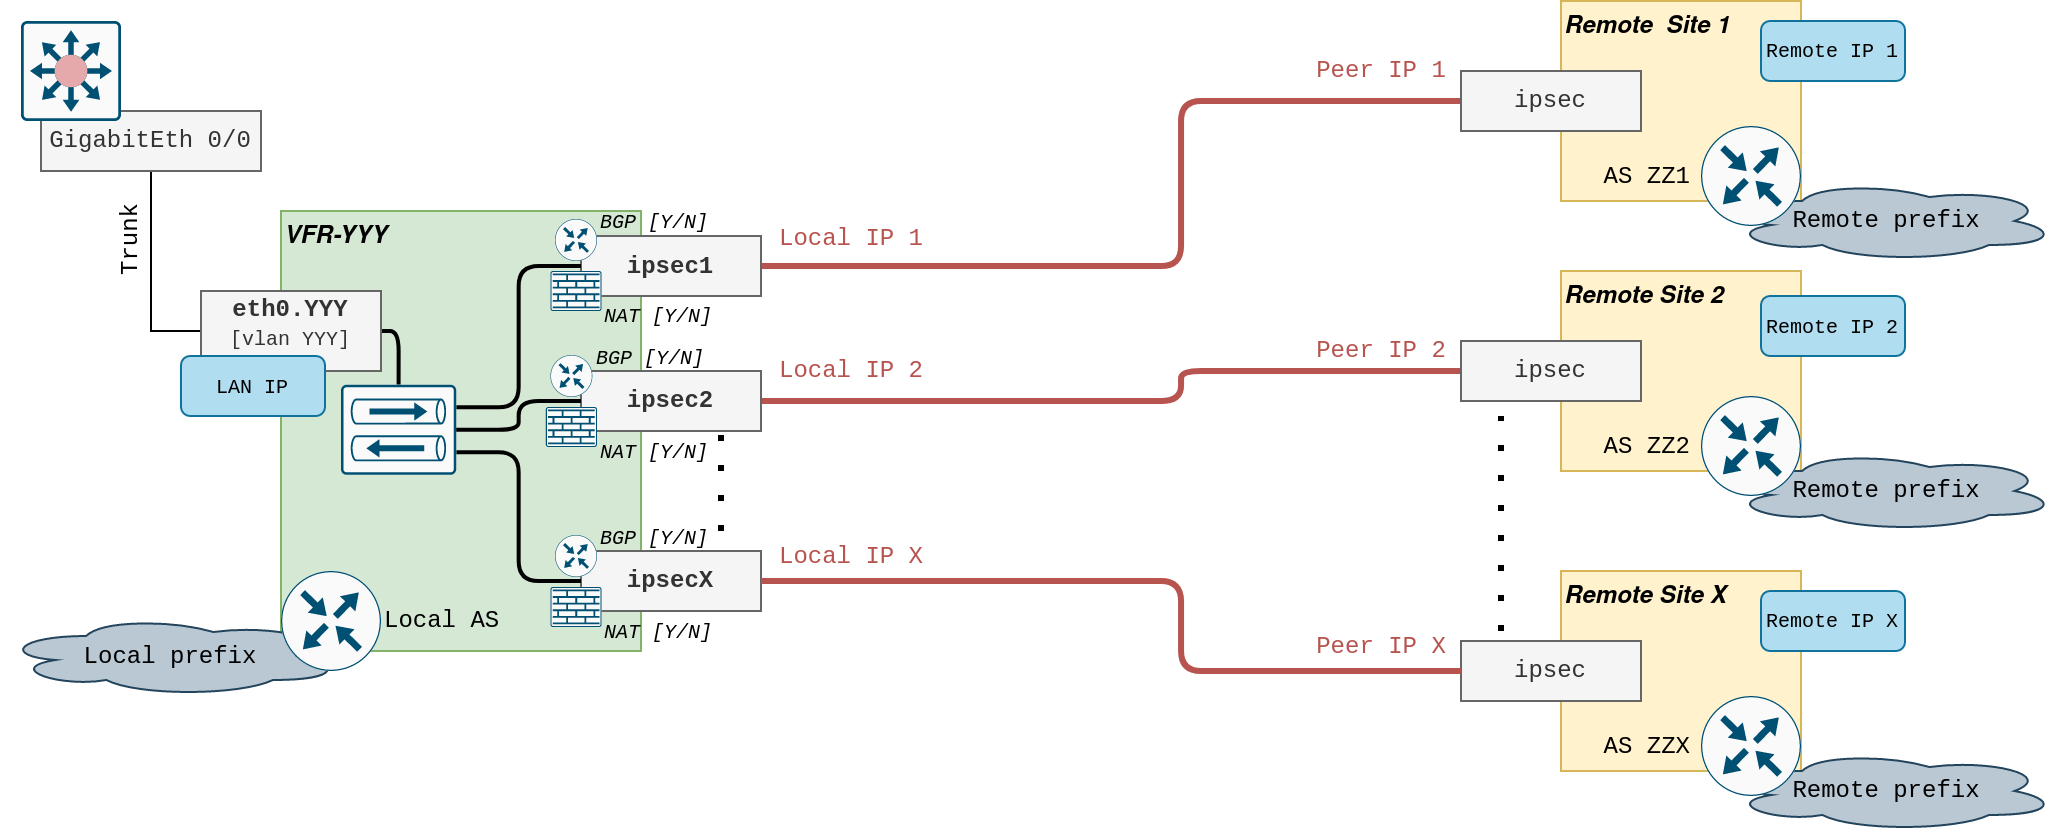 Remote  Site 1
Remote IP 1
Peer IP 1
ipsec
AS ZZ1
Remote prefix
GigabitEth 0/0
Trunk
VFR-YYY
BGP [Y/N]
ipsec1
Local IP 1
NAT [Y/N]
eth0.YYY
[vlan YYY]
LAN IP
Remote Site 2
Remote IP 2
Peer IP 2
ipsec
AS ZZ2
Remote prefix
BGP [Y/N]
ipsec2
Local IP 2
NAT [Y/N]
BGP [Y/N]
ipsecX
Local IP X
NAT [Y/N]
Local AS
Local prefix
Remote Site X
Remote IP X
Peer IP X
ipsec
AS ZZX
Remote prefix